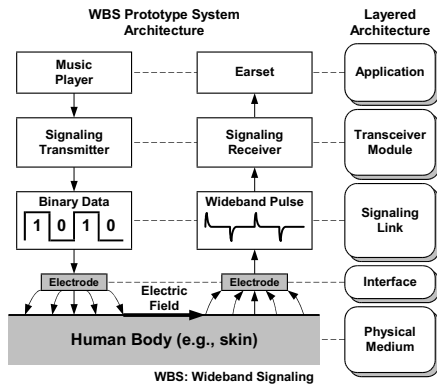 WBS Prototype System
Architecture
Layered
Architecture
Music
Player
Earset
Application
Signaling
Transmitter
Signaling
Receiver
Transceiver
Module
Binary Data
1 0 1 0
Wideband Pulse
Signaling
Link
Electrode
Electric
Field
Electrode
Interface
Human Body (e.g., skin)
Physical
Medium
WBS: Wideband Signaling